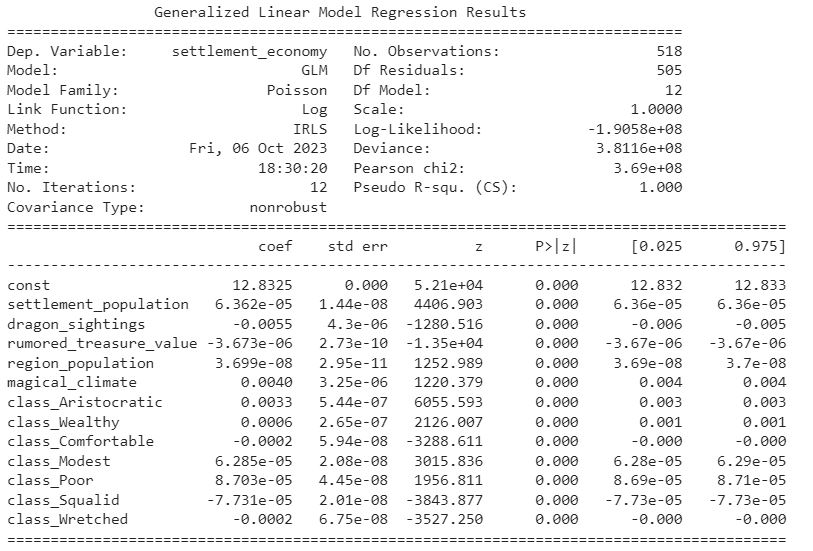 Generalized Linear Model Regression Results
==============================================================================
Dep. Variable:     settlement_economy   No. Observations:                  518
Model:                            GLM   Df Residuals:                      505
Model Family:                 Poisson   Df Model:                           12
Link Function:                    Log   Scale:                          1.0000
Method:                          IRLS   Log-Likelihood:            -1.9058e+08
Date:                Fri, 06 Oct 2023   Deviance:                   3.8116e+08
Time:                        18:30:20   Pearson chi2:                 3.69e+08
No. Iterations:                    12   Pseudo R-squ. (CS):              1.000
Covariance Type:            nonrobust
==========================================================================================
coef    std err          z      P>|z|      [0.025      0.975]
------------------------------------------------------------------------------------------
const                     12.8325      0.000   5.21e+04      0.000      12.832      12.833
settlement_population   6.362e-05   1.44e-08   4406.903      0.000    6.36e-05    6.36e-05
dragon_sightings          -0.0055    4.3e-06  -1280.516      0.000      -0.006      -0.005
rumored_treasure_value -3.673e-06   2.73e-10  -1.35e+04      0.000   -3.67e-06   -3.67e-06
region_population       3.699e-08   2.95e-11   1252.989      0.000    3.69e-08     3.7e-08
magical_climate            0.0040   3.25e-06   1220.379      0.000       0.004       0.004
class_Aristocratic         0.0033   5.44e-07   6055.593      0.000       0.003       0.003
class_Wealthy              0.0006   2.65e-07   2126.007      0.000       0.001       0.001
class_Comfortable         -0.0002   5.94e-08  -3288.611      0.000      -0.000      -0.000
class_Modest            6.285e-05   2.08e-08   3015.836      0.000    6.28e-05    6.29e-05
class_Poor              8.703e-05   4.45e-08   1956.811      0.000    8.69e-05    8.71e-05
class_Squalid          -7.731e-05   2.01e-08  -3843.877      0.000   -7.73e-05   -7.73e-05
class_Wretched            -0.0002   6.75e-08  -3527.250      0.000      -0.000      -0.000
==========================================================================================